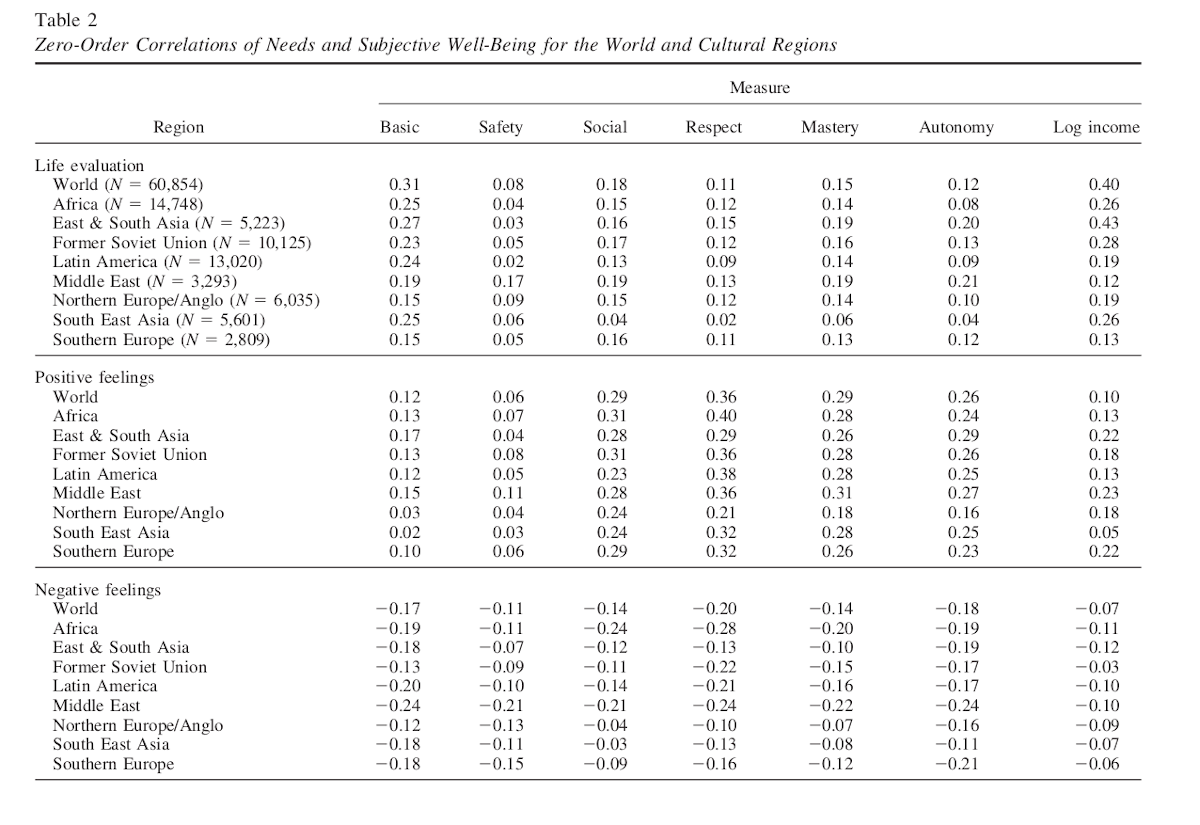 Table 2
Zero-Order Correlations of Needs and Subjective Well-Being for the World and Cultural Regions
Measure
Region Basic Safety Social Respect Mastery Autonomy Log income
Life evaluation
World (N = 60,854) 0.31 0.08 0.18 0.11 0.15 0.12 0.40
Africa (N = 14,748) 0.25 0.04 0.15 0.12 0.14 0.08 0.26
East & South Asia (N = 5,223) 0.27 0.03 0.16 0.15 0.19 0.20 0.43
Former Soviet Union (N = 10,125) 0.23 0.05 0.17 0.12 0.16 0.13 0.28
Latin America (N = 13,020) 0.24 0.02 0.13 0.09 0.14 0.09 0.19
Middle East (N = 3,293) 0.19 0.17 0.19 0.13 0.19 0.21 0.12
Northern Europe/Anglo (N = 6,035) 0.15 0.09 0.15 0.12 0.14 0.10 0.19
South East Asia (N = 5,601) 0.25 0.06 0.04 0.02 0.06 0.04 0.26
Southern Europe (N = 2,809) 0.15 0.05 0.16 0.11 0.13 0.12 0.13
Positive feelings
World 0.12 0.06 0.29 0.36 0.29 0.26 0.10
Africa 0.13 0.07 0.31 0.40 0.28 0.24 0.13
East & South Asia 0.17 0.04 0.28 0.29 0.26 0.29 0.22
Former Soviet Union 0.13 0.08 0.31 0.36 0.28 0.26 0.18
Latin America 0.12 0.05 0.23 0.38 0.28 0.25 0.13
Middle East 0.15 0.11 0.28 0.36 0.31 0.27 0.23
Northern Europe/Anglo 0.03 0.04 0.24 0.21 0.18 0.16 0.18
South East Asia 0.02 0.03 0.24 0.32 0.28 0.25 0.05
Southern Europe 0.10 0.06 0.29 0.32 0.26 0.23 0.22
Negative feelings
World −0.17 −0.11 −0.14 −0.20 −0.14 −0.18 −0.07
Africa −0.19 −0.11 −0.24 −0.28 −0.20 −0.19 −0.11
East & South Asia −0.18 −0.07 −0.12 −0.13 −0.10 −0.19 −0.12
Former Soviet Union −0.13 −0.09 −0.11 −0.22 −0.15 −0.17 −0.03
Latin America −0.20 −0.10 −0.14 −0.21 −0.16 −0.17 −0.10
Middle East −0.24 −0.21 −0.21 −0.24 −0.22 −0.24 −0.10
Northern Europe/Anglo −0.12 −0.13 −0.04 −0.10 −0.07 −0.16 −0.09
South East Asia −0.18 −0.11 −0.03 −0.13 −0.08 −0.11 −0.07
Southern Europe −0.18 −0.15 −0.09 −0.16 −0.12 −0.21 −0.06